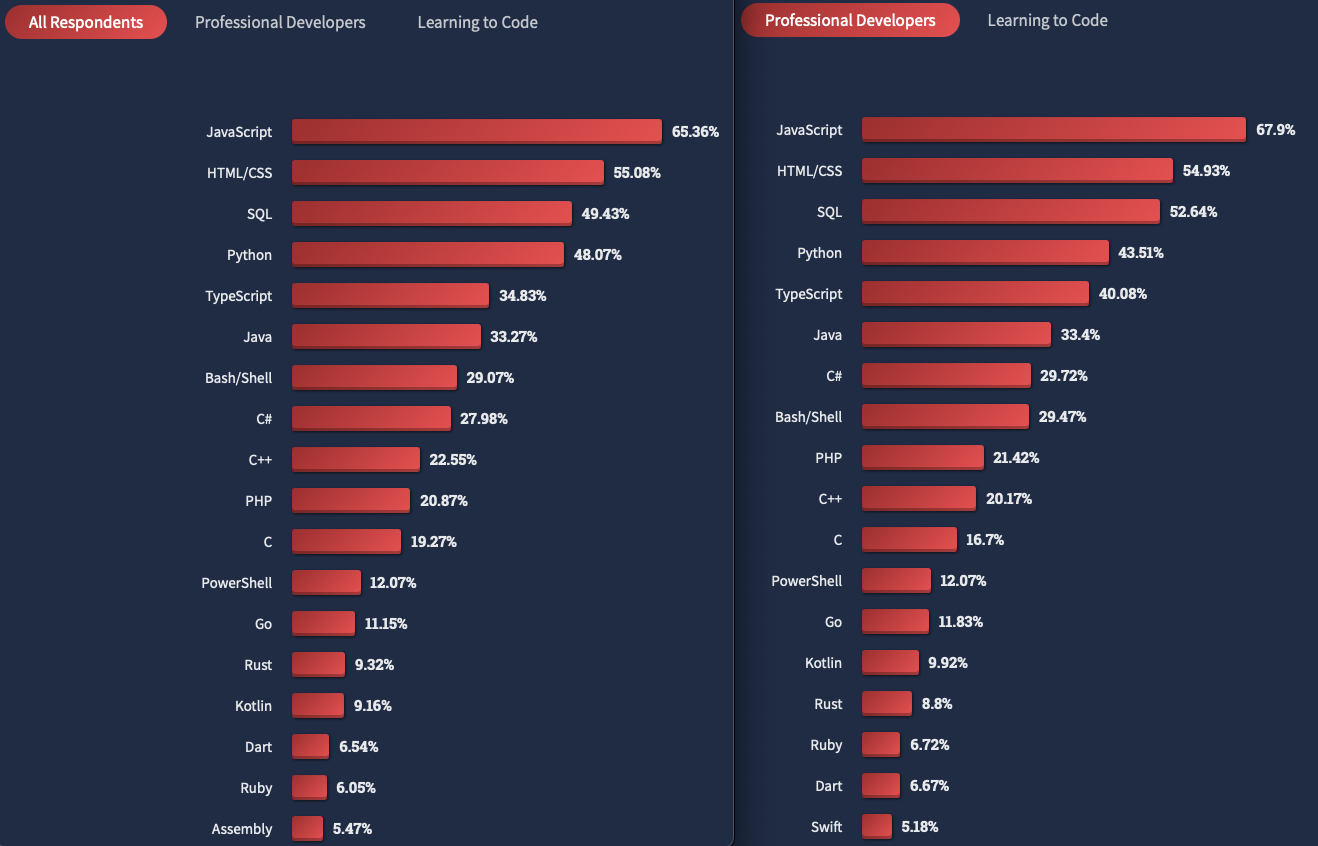 All Respondents Professional Developers Learning to Code
JavaScript 65.36%
HTML/CSS 55.08%
SQL 49.43%
Python 48.07%
TypeScript 34.83%
Java 33.27%
Bash/Shell 29.07%
C# 27.98%
C++ 22.55%
PHP 20.87%
C 19.27%
PowerShell 12.07%
Go 11.15%
Rust 9.32%
Kotlin 9.16%
Dart 6.54%
Ruby 6.05%
Assembly 5.47%
Professional Developers Learning to Code
JavaScript 67.9%
HTML/CSS 54.93%
SQL 52.64%
Python 43.51%
TypeScript 40.08%
Java 33.4%
C# 29.72%
Bash/Shell 29.47%
PHP 21.42%
C++ 20.17%
C 16.7%
PowerShell 12.07%
Go 11.83%
Kotlin 9.92%
Rust 8.8%
Ruby 6.72%
Dart 6.67%
Swift 5.18%